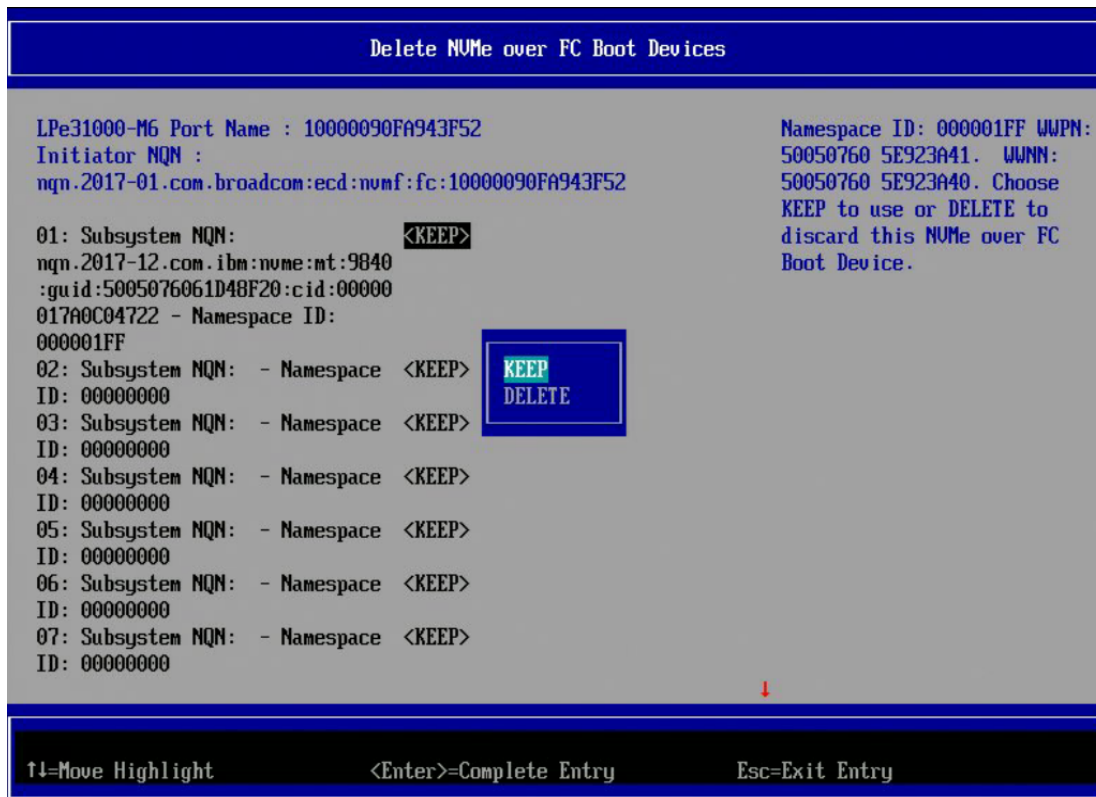 Delete NVMe over FC Boot Devices
LPe31000-M6 Port Name : 10000090FA943F52
Initiator NQN :
nqn.2017-01.com.broadcom:ecd:nvmf:fc:10000090FA943F52
01: Subsystem NQN: <KEEP>
nqn.2017-12.com.ibm:nvme:mt:9840
:guid:5005076061D48F20:cid:00000
017A0C04722 - Namespace ID:
000001FF
02: Subsystem NQN: - Namespace <KEEP>
ID: 00000000
03: Subsystem NQN: - Namespace <KEEP>
ID: 00000000
04: Subsystem NQN: - Namespace <KEEP>
ID: 00000000
05: Subsystem NQN: - Namespace <KEEP>
ID: 00000000
06: Subsystem NQN: - Namespace <KEEP>
ID: 00000000
07: Subsystem NQN: - Namespace <KEEP>
ID: 00000000
KEEP
DELETE
Namespace ID: 000001FF WWPN:
50050760 5E923A41. WWNN:
50050760 5E923A40. Choose
KEEP to use or DELETE to
discard this NVMe over FC
Boot Device.
↓
↑↓=Move Highlight <Enter>=Complete Entry Esc=Exit Entry